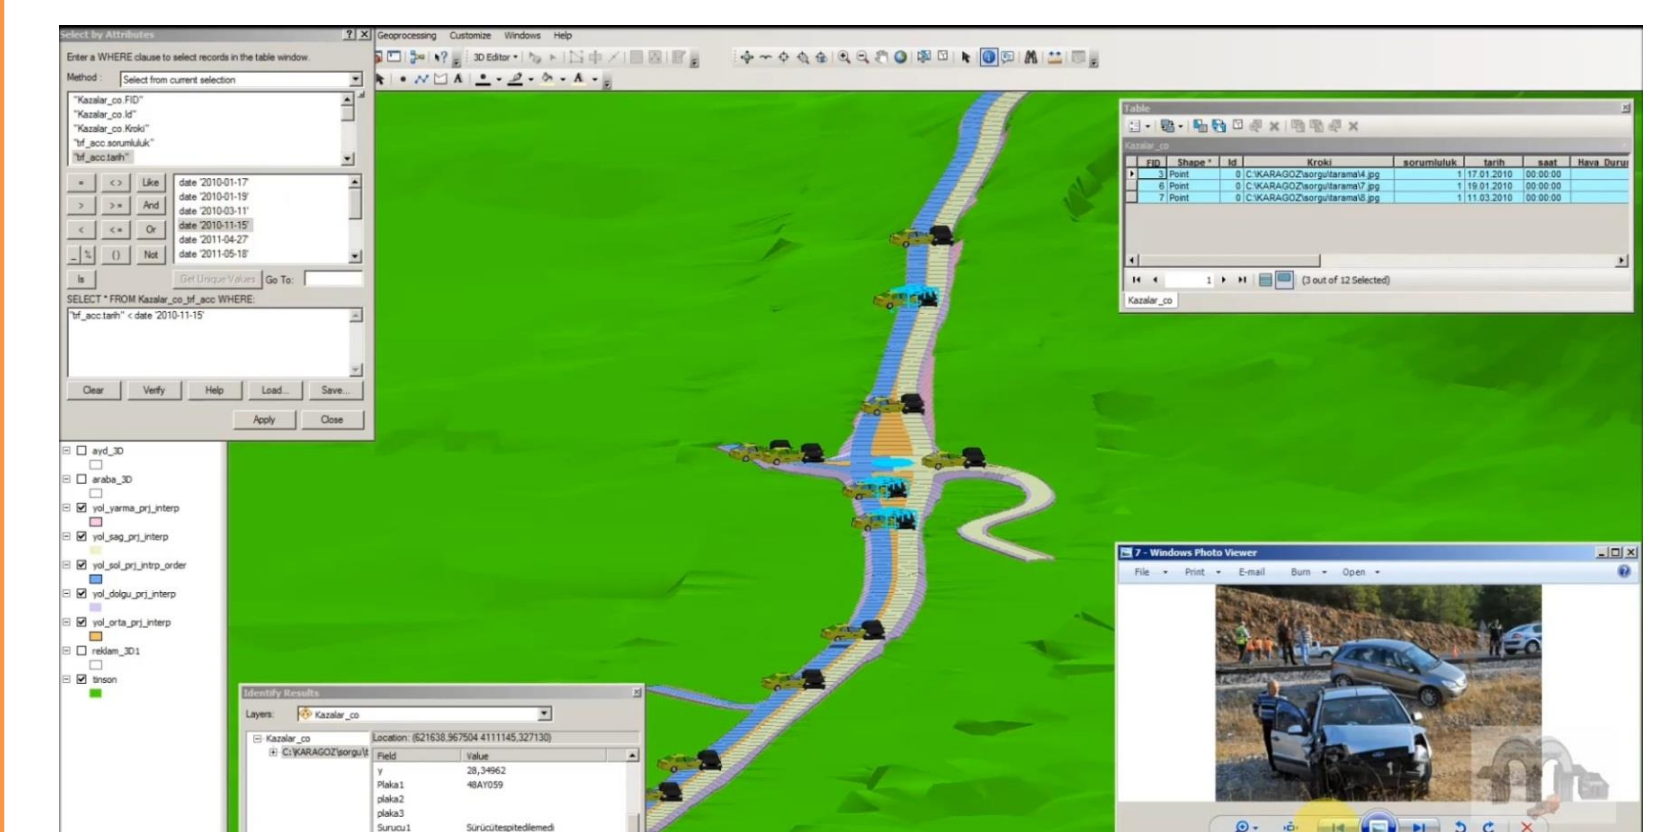 Select by Attributes
Enter a WHERE clause to select records in the table window.
Method : Select from current selection
"Kazalar_co.FID"
"Kazalar_co.Id"
"Kazalar_co.Kroki"
"trf_acc.sorumluluk"
"trf_acc.tarih"
= <> Like
> >= And
< <= Or
_ % () Not
Is
date '2010-01-17'
date '2010-01-19'
date '2010-03-11'
date '2010-11-15'
date '2011-04-27'
date '2011-05-18'
Get Unique Values Go To:
SELECT * FROM Kazalar_co_trf_acc WHERE:
"trf_acc.tarih" < date '2010-11-15'
Clear Verify Help Load... Save...
Apply Close
Geoprocessing Customize Windows Help
3D Editor
ayd_3D
araba_3D
yol_yarma_prj_interp
yol_sag_prj_interp
yol_sol_prj_intrp_order
yol_dolgu_prj_interp
yol_orta_prj_interp
reklam_3D1
tinson
Table
Kazalar_co
FID Shape * Id Kroki sorumluluk tarih saat Hava_Durur
3 Point 0 C:\KARAGOZ\sorgu\tarama\4.jpg 1 17.01.2010 00:00:00
6 Point 0 C:\KARAGOZ\sorgu\tarama\7.jpg 1 19.01.2010 00:00:00
7 Point 0 C:\KARAGOZ\sorgu\tarama\8.jpg 1 11.03.2010 00:00:00
1 (3 out of 12 Selected)
Kazalar_co
Identify Results
Layers: Kazalar_co
Kazalar_co
C:\KARAGOZ\sorgu\t
Location: (621638,967504 4111145,327130)
Field Value
y 28,34962
Plaka1 48AY059
plaka2
plaka3
Surucu1 Sürücütespitedilemedi
7 - Windows Photo Viewer
File Print E-mail Burn Open